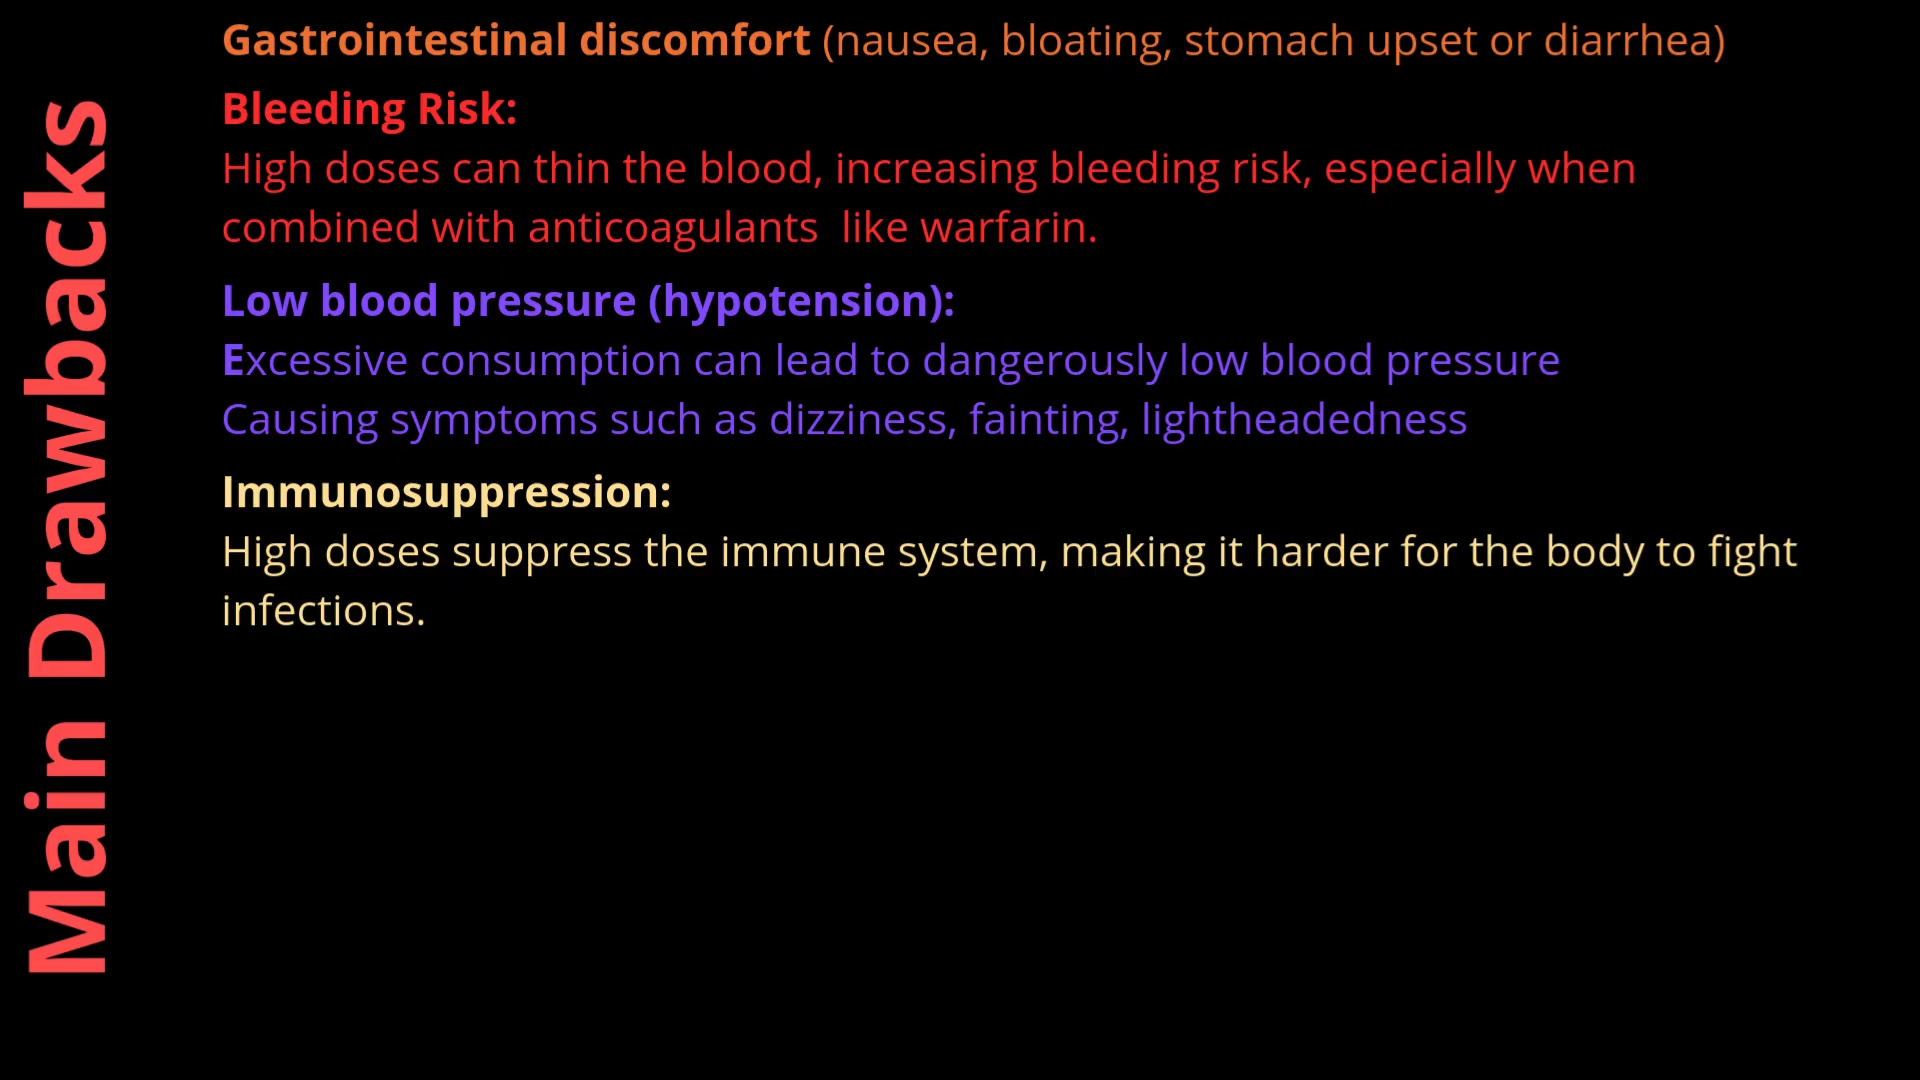 Main Drawbacks
Gastrointestinal discomfort (nausea, bloating, stomach upset or diarrhea)
Bleeding Risk:
High doses can thin the blood, increasing bleeding risk, especially when
combined with anticoagulants  like warfarin.
Low blood pressure (hypotension):
Excessive consumption can lead to dangerously low blood pressure
Causing symptoms such as dizziness, fainting, lightheadedness
Immunosuppression:
High doses suppress the immune system, making it harder for the body to fight
infections.